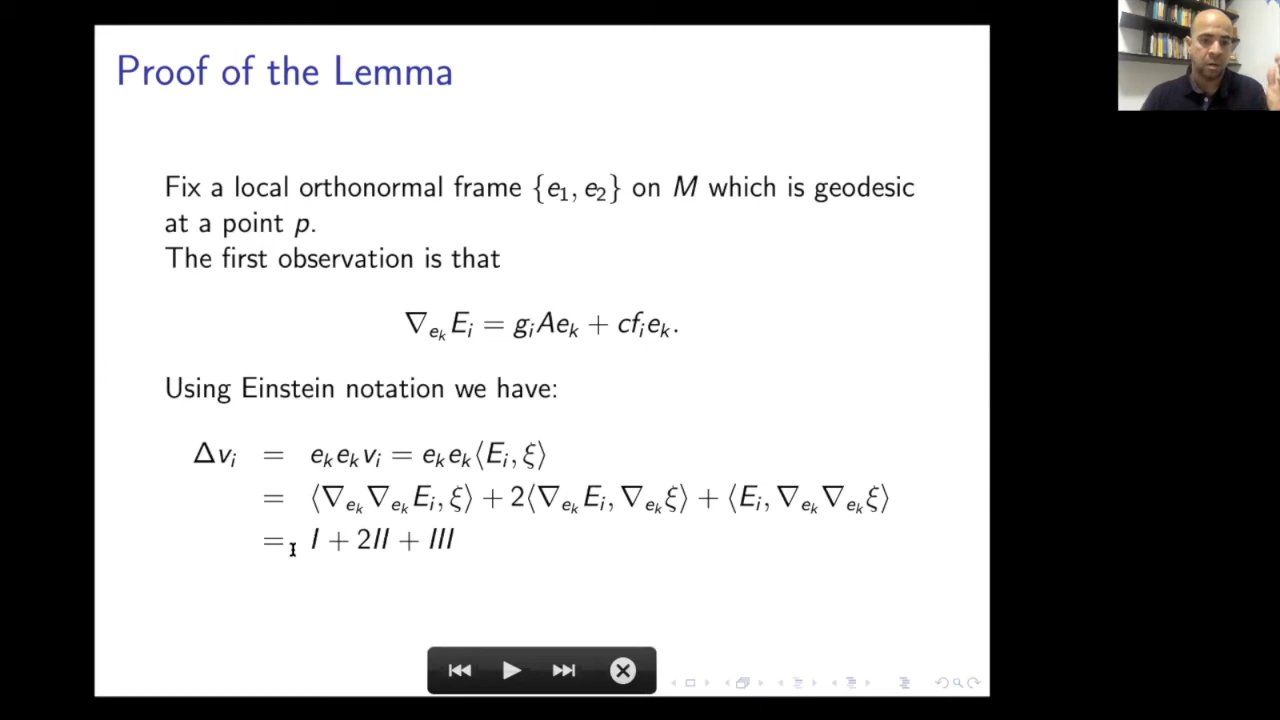 Proof of the Lemma
Fix a local orthonormal frame {e₁, e₂} on M which is geodesic
at a point p.
The first observation is that
∇_{e_k} E_i = g_i A e_k + c f_i e_k.
Using Einstein notation we have:
Δv_i = e_k e_k v_i = e_k e_k ⟨E_i, ξ⟩
= ⟨∇_{e_k} ∇_{e_k} E_i, ξ⟩ + 2⟨∇_{e_k} E_i, ∇_{e_k} ξ⟩ + ⟨E_i, ∇_{e_k} ∇_{e_k} ξ⟩
= I + 2II + III